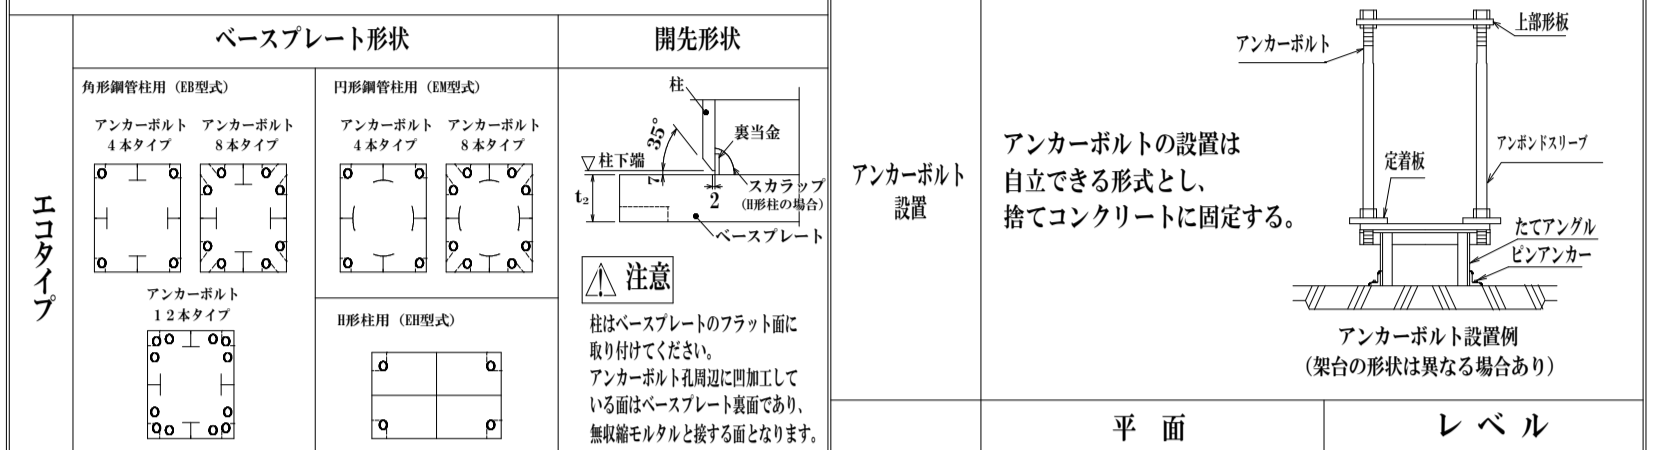 エコタイプ
ベースプレート形状
角形鋼管柱用（EB型式）
アンカーボルト
４本タイプ
アンカーボルト
８本タイプ
アンカーボルト
１２本タイプ
円形鋼管柱用（EM型式）
アンカーボルト
４本タイプ
アンカーボルト
８本タイプ
H形柱用（EH型式）
開先形状
柱
35°
裏当金
▽柱下端
7
スカラップ
（H形柱の場合）
t₂
2
ベースプレート
注意
柱はベースプレートのフラット面に
取り付けてください。
アンカーボルト孔周辺に凹加工して
いる面はベースプレート裏面であり、
無収縮モルタルと接する面となります。
アンカーボルト
設置
アンカーボルトの設置は
自立できる形式とし、
捨てコンクリートに固定する。
上部形板
アンカーボルト
アンボンドスリーブ
定着板
たてアングル
ピンアンカー
アンカーボルト設置例
（架台の形状は異なる場合あり）
平 面
レ ベ ル